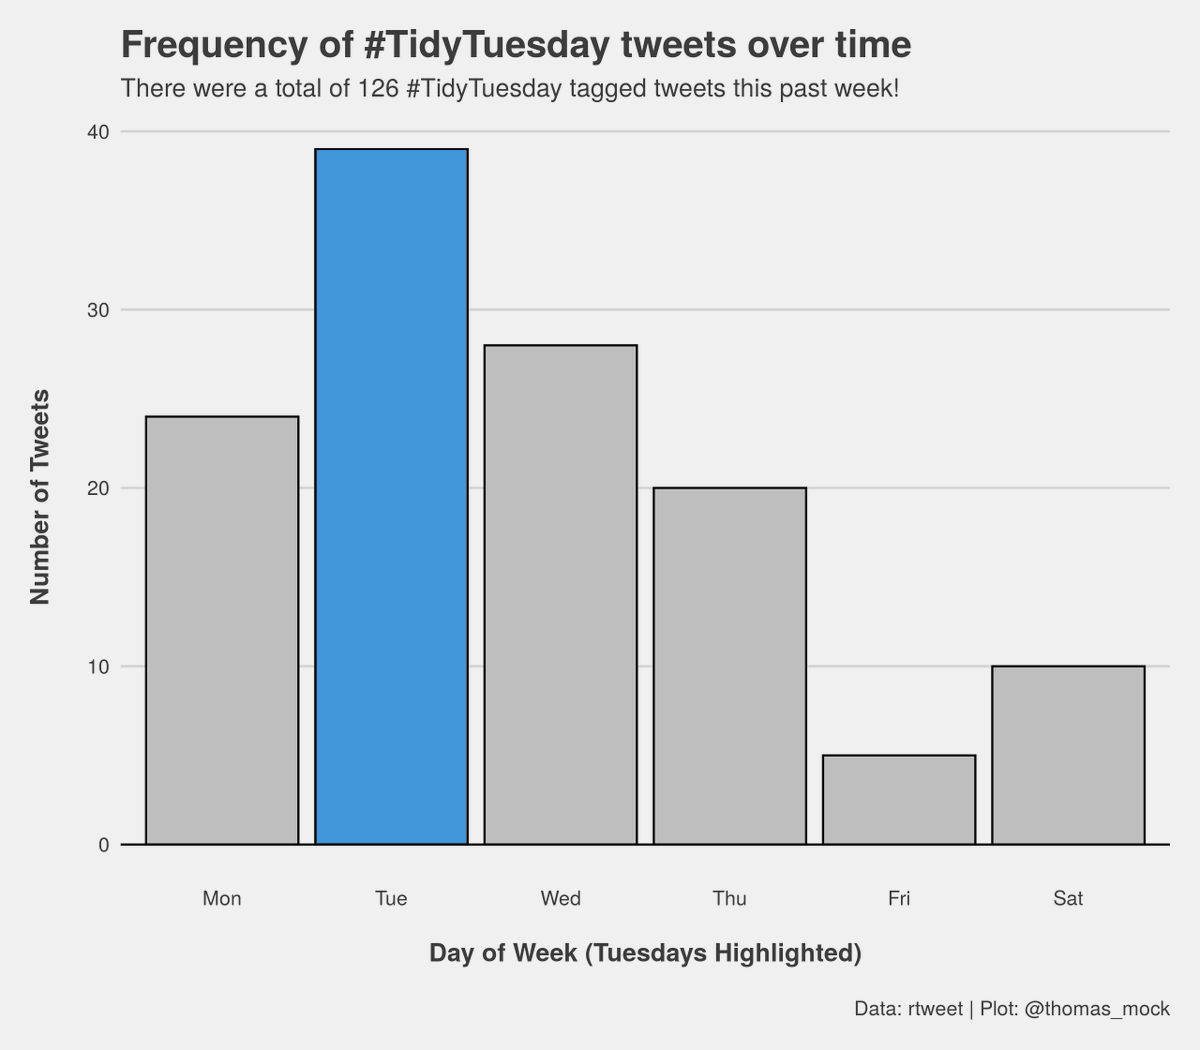 Frequency of #TidyTuesday tweets over time
There were a total of 126 #TidyTuesday tagged tweets this past week!
Number of Tweets
40
30
20
10
0
Mon Tue Wed Thu Fri Sat
Day of Week (Tuesdays Highlighted)
Data: rtweet | Plot: @thomas_mock